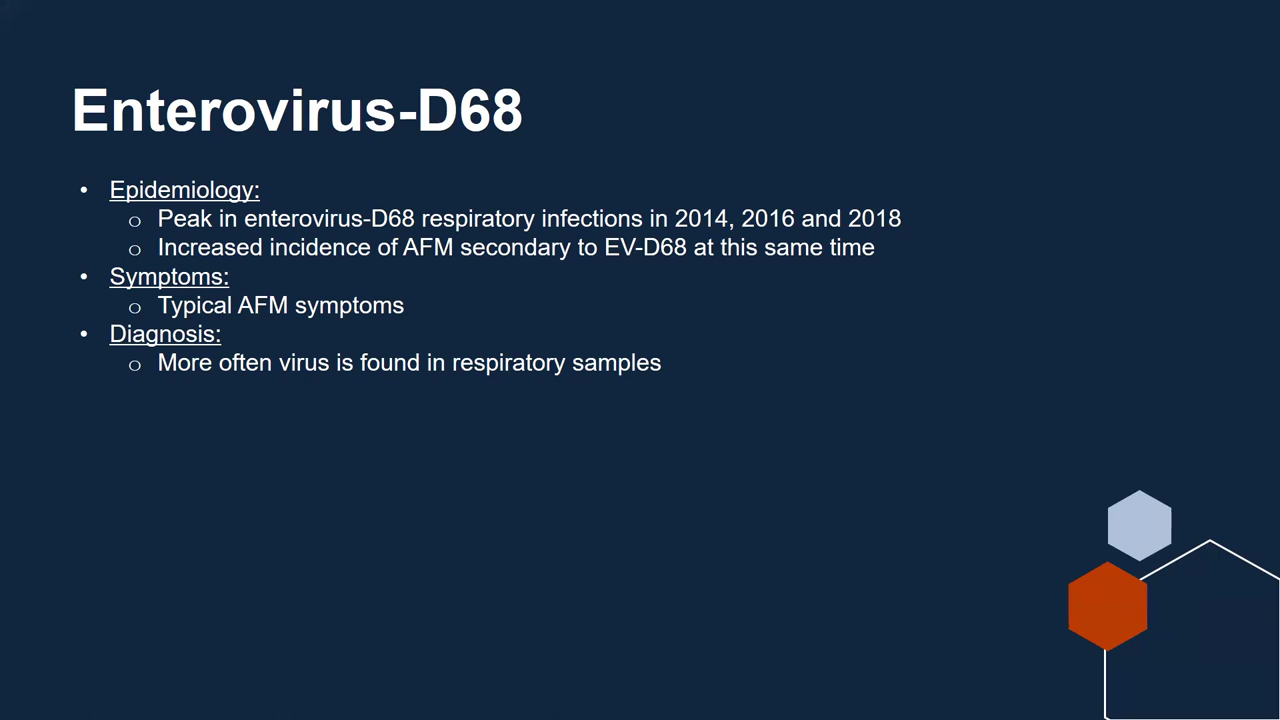 Enterovirus-D68
• Epidemiology:
o Peak in enterovirus-D68 respiratory infections in 2014, 2016 and 2018
o Increased incidence of AFM secondary to EV-D68 at this same time
• Symptoms:
o Typical AFM symptoms
• Diagnosis:
o More often virus is found in respiratory samples